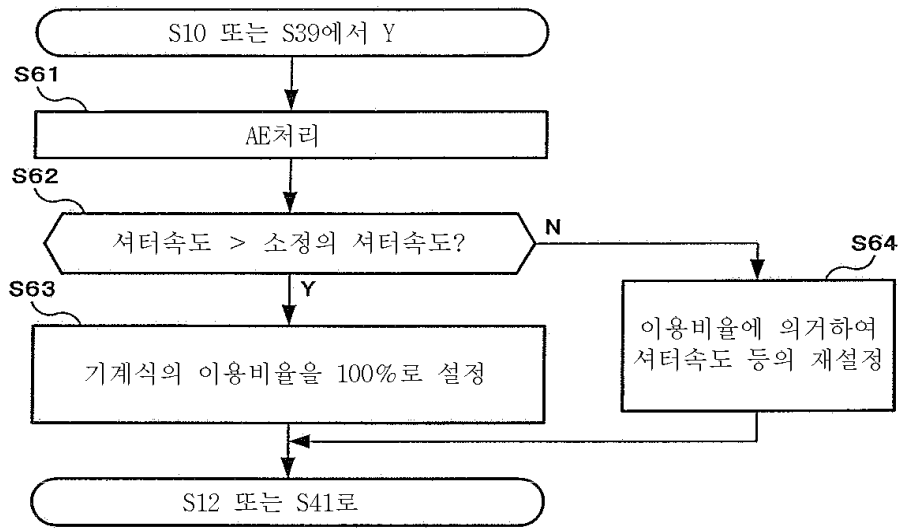 S10 또는 S39에서 Y
S61
AE처리
S62
셔터속도 > 소정의 셔터속도?
N
S64
Y
S63
이용비율에 의거하여
셔터속도 등의 재설정
기계식의 이용비율을 100%로 설정
S12 또는 S41로